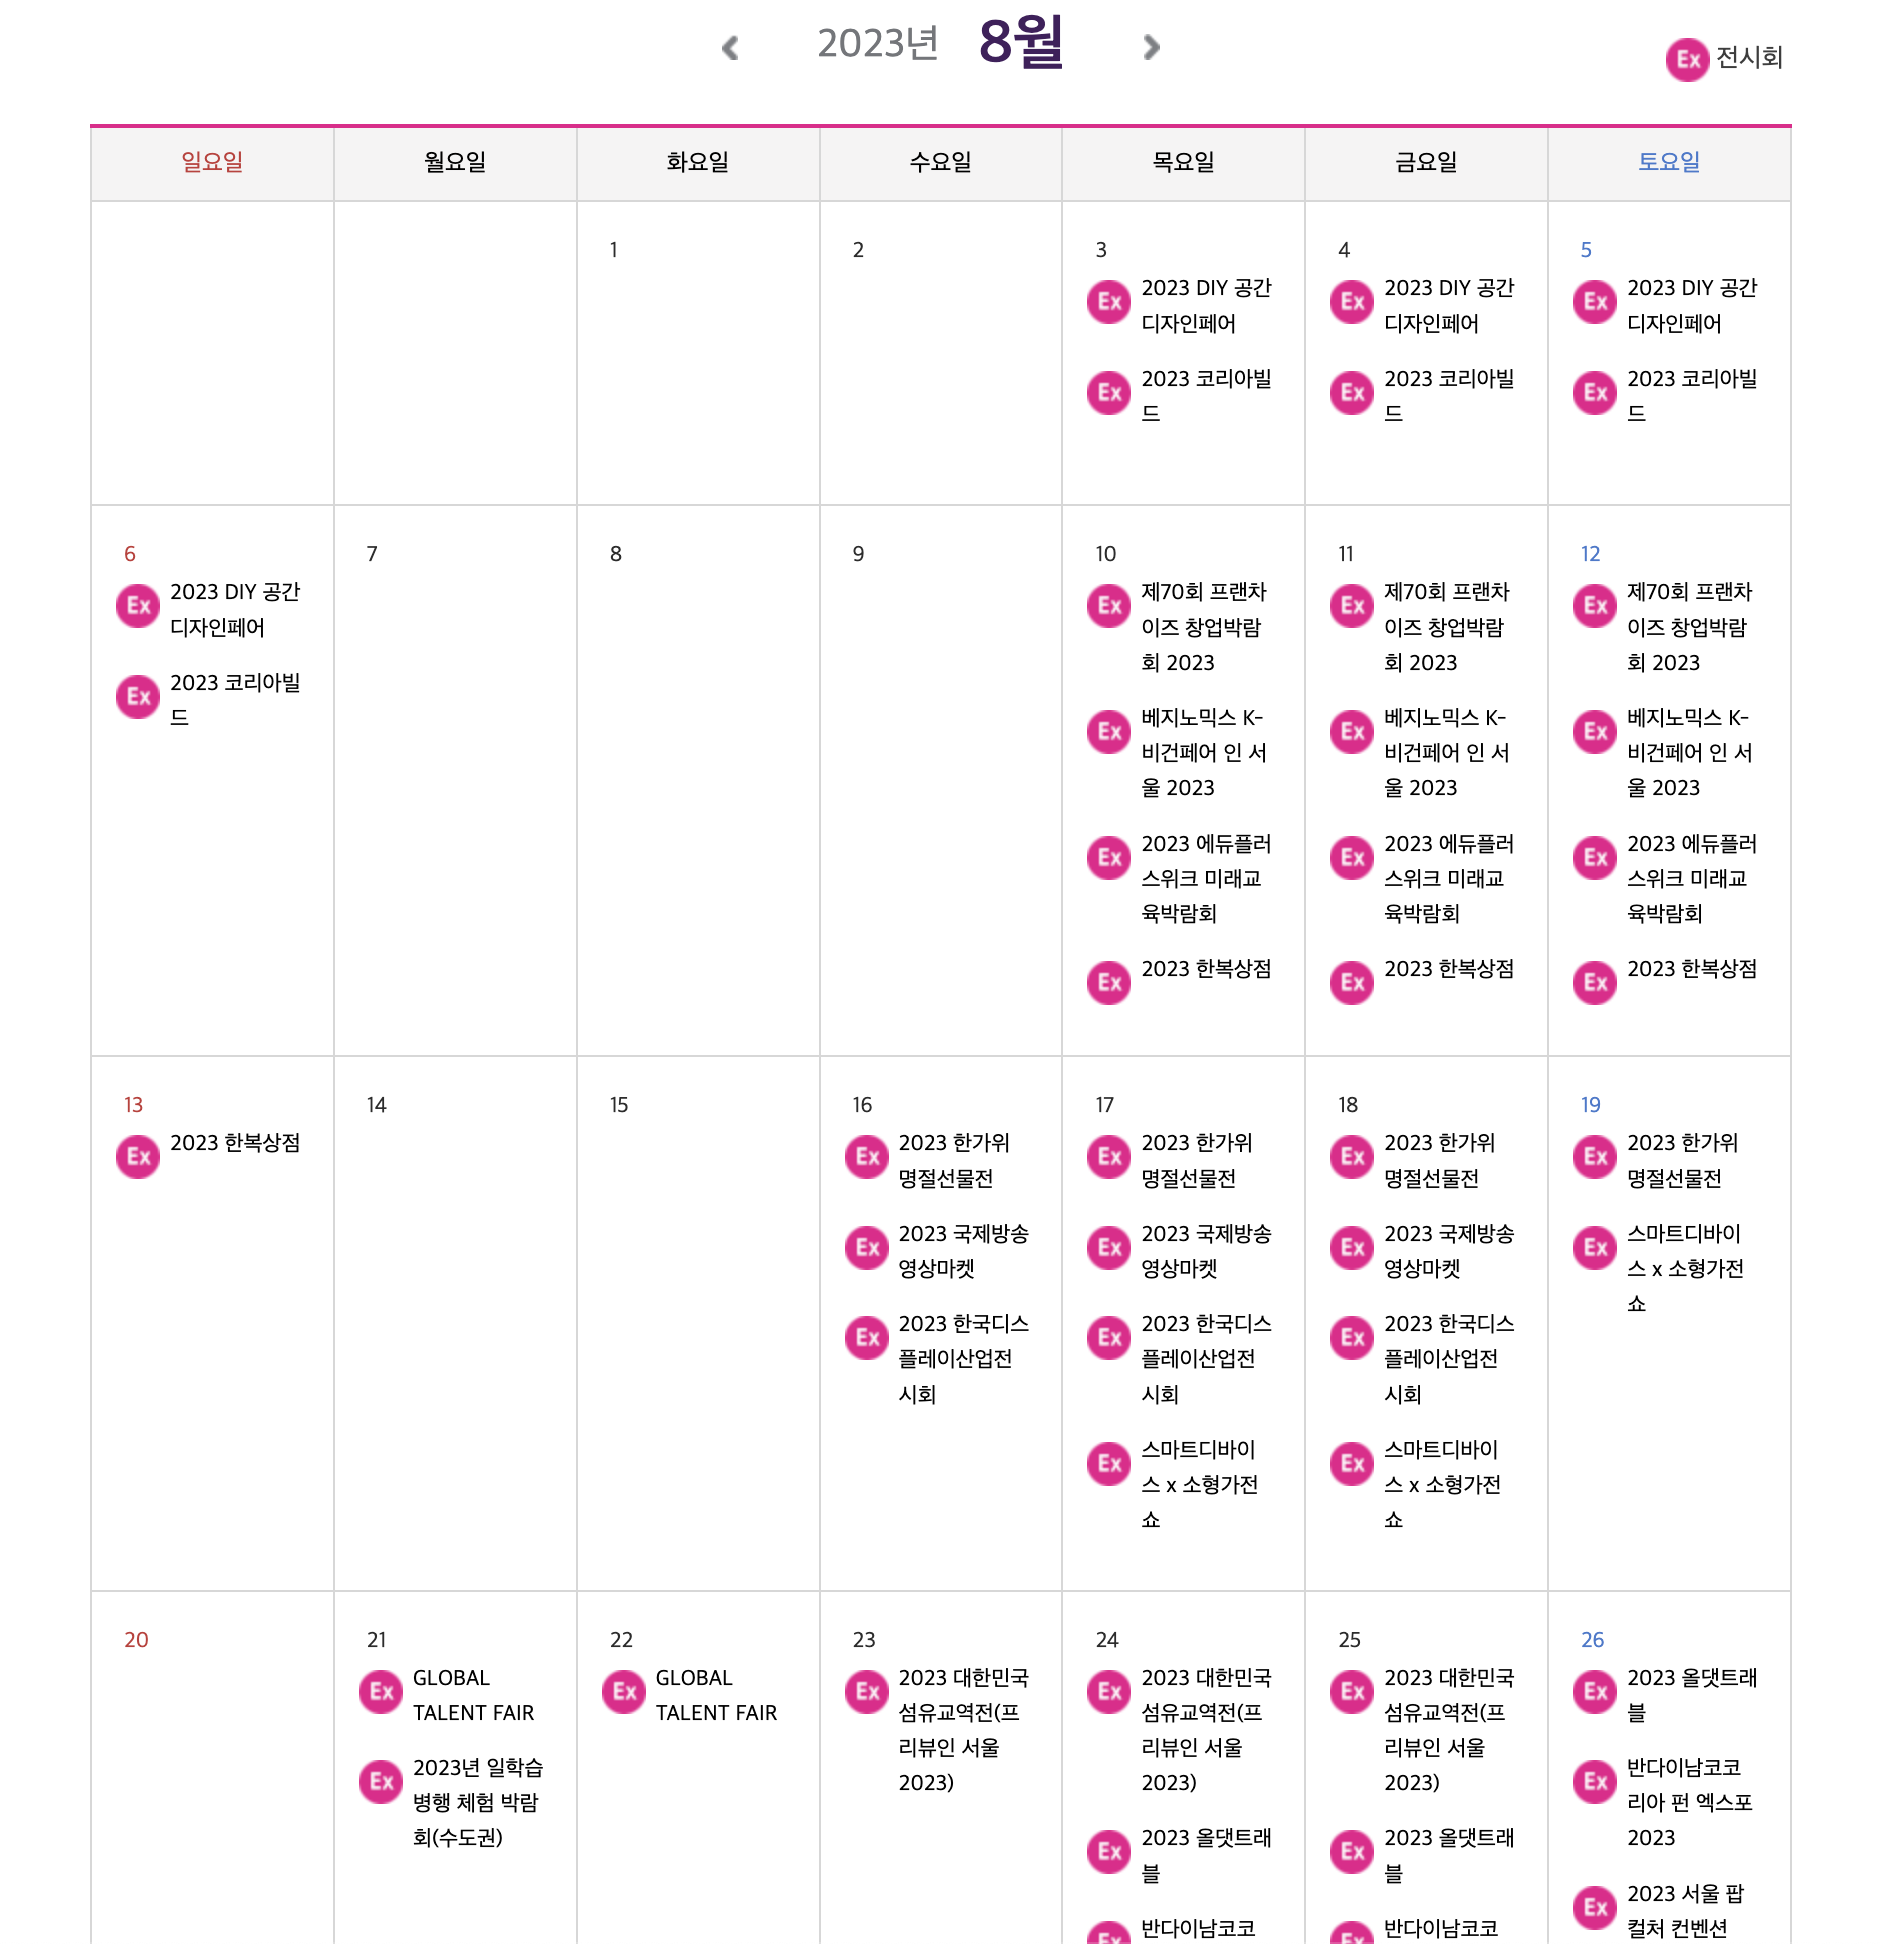 2023년 8월
Ex 전시회
일요일 월요일 화요일 수요일 목요일 금요일 토요일
1
2
3
Ex 2023 DIY 공간
디자인페어
Ex 2023 코리아빌
드
4
Ex 2023 DIY 공간
디자인페어
Ex 2023 코리아빌
드
5
Ex 2023 DIY 공간
디자인페어
Ex 2023 코리아빌
드
6
Ex 2023 DIY 공간
디자인페어
Ex 2023 코리아빌
드
7
8
9
10
Ex 제70회 프랜차
이즈 창업박람
회 2023
Ex 베지노믹스 K-
비건페어 인 서
울 2023
Ex 2023 에듀플러
스위크 미래교
육박람회
Ex 2023 한복상점
11
Ex 제70회 프랜차
이즈 창업박람
회 2023
Ex 베지노믹스 K-
비건페어 인 서
울 2023
Ex 2023 에듀플러
스위크 미래교
육박람회
Ex 2023 한복상점
12
Ex 제70회 프랜차
이즈 창업박람
회 2023
Ex 베지노믹스 K-
비건페어 인 서
울 2023
Ex 2023 에듀플러
스위크 미래교
육박람회
Ex 2023 한복상점
13
Ex 2023 한복상점
14
15
16
Ex 2023 한가위
명절선물전
Ex 2023 국제방송
영상마켓
Ex 2023 한국디스
플레이산업전
시회
17
Ex 2023 한가위
명절선물전
Ex 2023 국제방송
영상마켓
Ex 2023 한국디스
플레이산업전
시회
Ex 스마트디바이
스 x 소형가전
쇼
18
Ex 2023 한가위
명절선물전
Ex 2023 국제방송
영상마켓
Ex 2023 한국디스
플레이산업전
시회
Ex 스마트디바이
스 x 소형가전
쇼
19
Ex 2023 한가위
명절선물전
Ex 스마트디바이
스 x 소형가전
쇼
20
21
Ex GLOBAL
TALENT FAIR
Ex 2023년 일학습
병행 체험 박람
회(수도권)
22
Ex GLOBAL
TALENT FAIR
23
Ex 2023 대한민국
섬유교역전(프
리뷰인 서울
2023)
24
Ex 2023 대한민국
섬유교역전(프
리뷰인 서울
2023)
Ex 2023 올댓트래
블
Ex 반다이남코코
25
Ex 2023 대한민국
섬유교역전(프
리뷰인 서울
2023)
Ex 2023 올댓트래
블
Ex 반다이남코코
26
Ex 2023 올댓트래
블
Ex 반다이남코코
리아 펀 엑스포
2023
Ex 2023 서울 팝
컬처 컨벤션